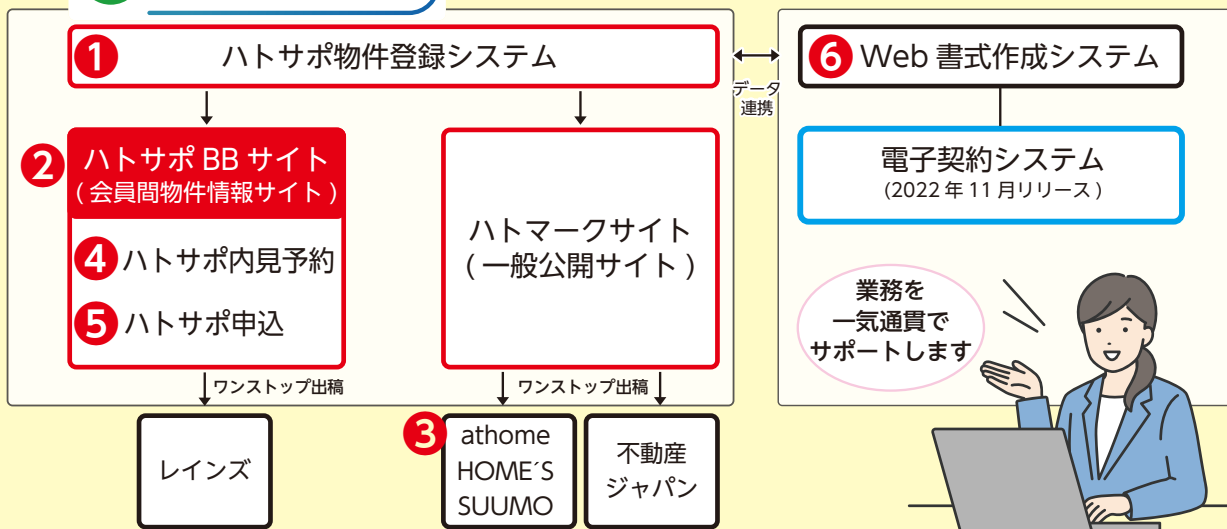 ❶ ハトサポ物件登録システム
データ
連携
❻ Web 書式作成システム
❷ ハトサポ BB サイト
( 会員間物件情報サイト )
❹ ハトサポ内見予約
❺ ハトサポ申込
ハトマークサイト
( 一般公開サイト )
電子契約システム
(2022 年 11 月リリース )
業務を
一気通貫で
サポートします
ワンストップ出稿
ワンストップ出稿
レインズ
❸ athome
HOME´S
SUUMO
不動産
ジャパン